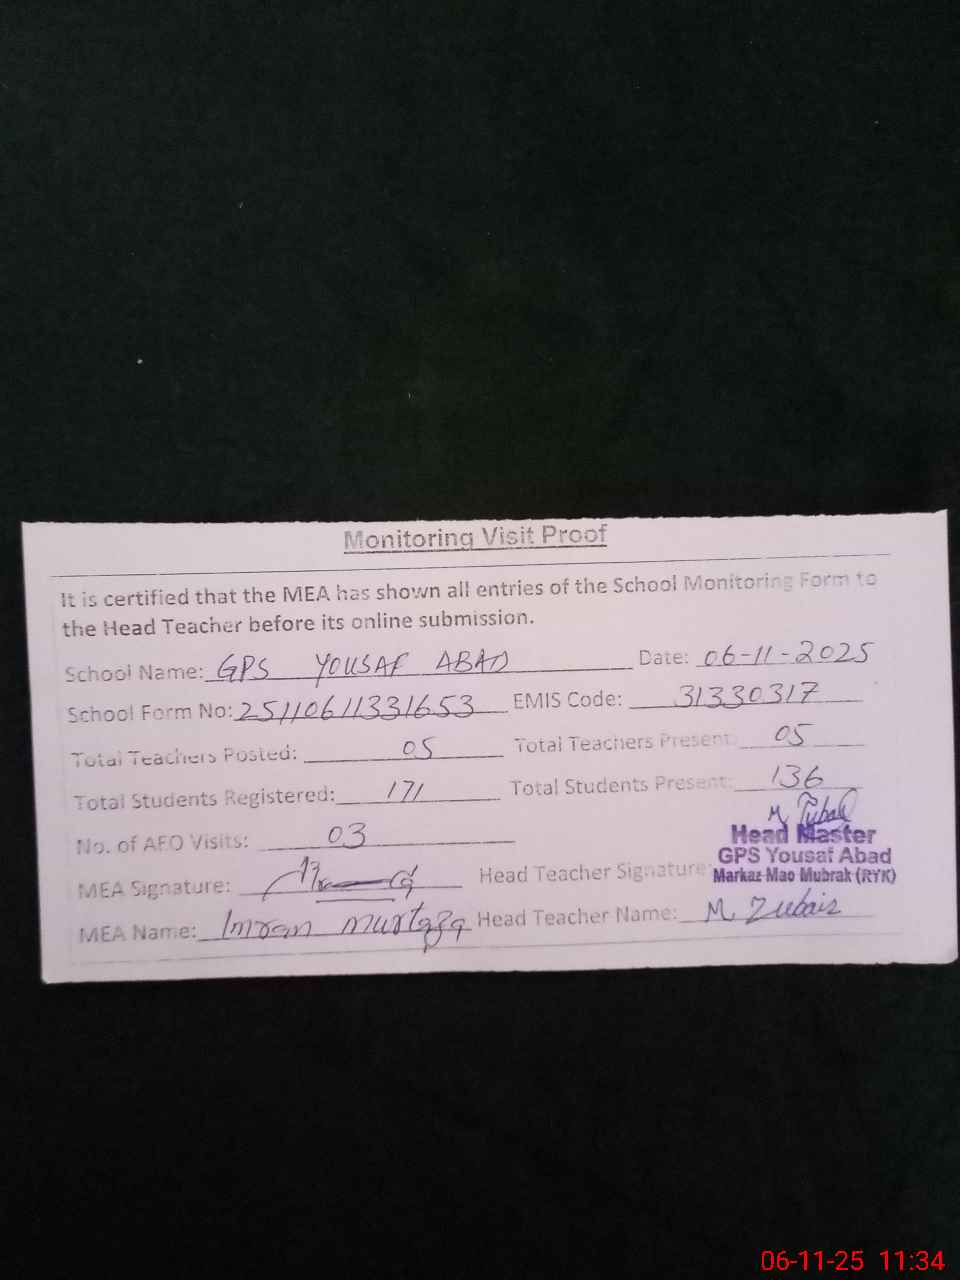 Monitoring Visit Proof
It is certified that the MEA has shown all entries of the School Monitoring Form to
the Head Teacher before its online submission.
School Name: GPS YOUSAF ABAD Date: 06-11-2025
School Form No: 25110611331653 EMIS Code: 31330317
Total Teachers Posted: 05 Total Teachers Present: 05
Total Students Registered: 171 Total Students Present: 136
No. of AEO Visits: 03
MEA Signature: Head Teacher Signature:
Head Master
GPS Yousaf Abad
Markaz Mao Mubrak (RYK)
MEA Name: Imran Murtaza Head Teacher Name: M Zubair
06-11-25 11:34